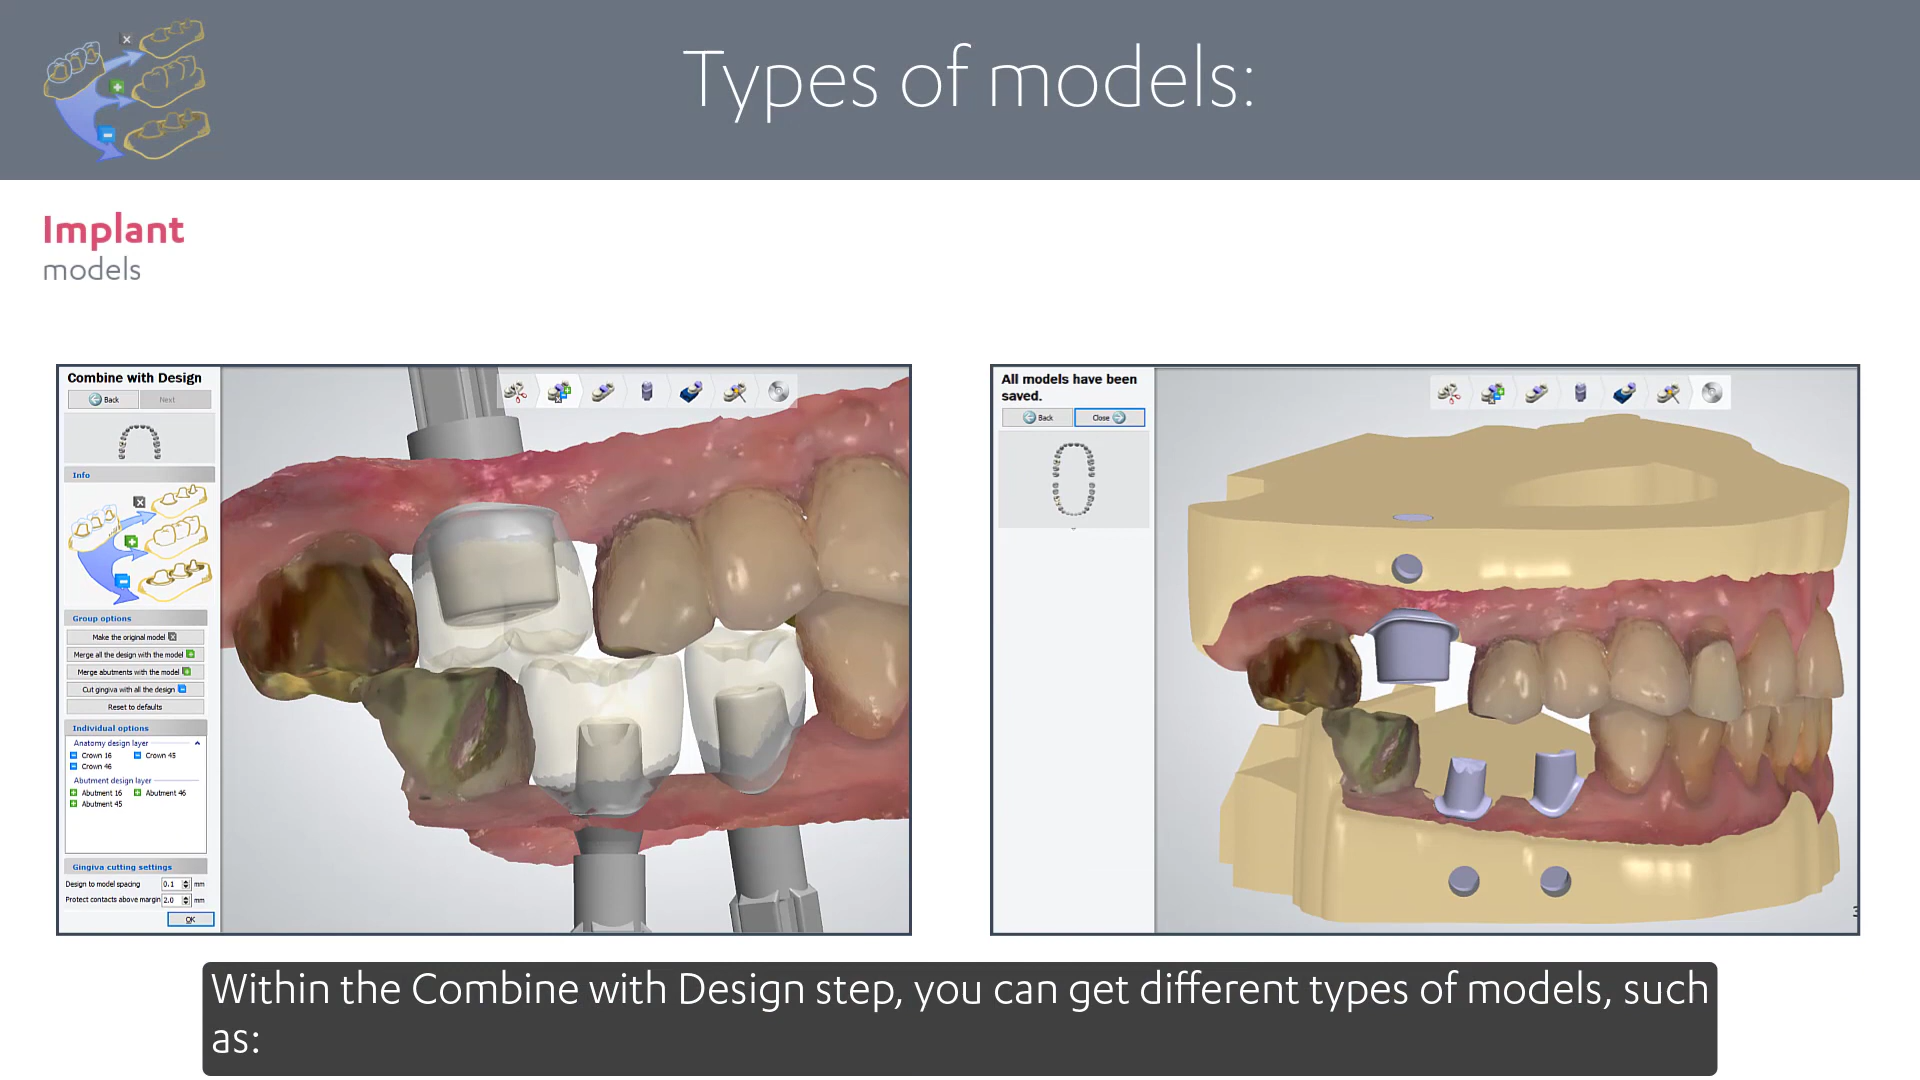 Types of models:
Implant
models
Combine with Design
Back
Next
Info
Group options
Make the original model
Merge all the design with the model
Merge abutments with the model
Cut gingiva with all the design
Reset to defaults
Individual options
Anatomy design layer
Crown 16 Crown 45
Crown 46
Abutment design layer
Abutment 16 Abutment 46
Abutment 45
Gingiva cutting settings
Design to model spacing 0.1 mm
Protect contacts above margin 2.0 mm
OK
All models have been
saved.
Back
Close
Within the Combine with Design step, you can get different types of models, such
as: